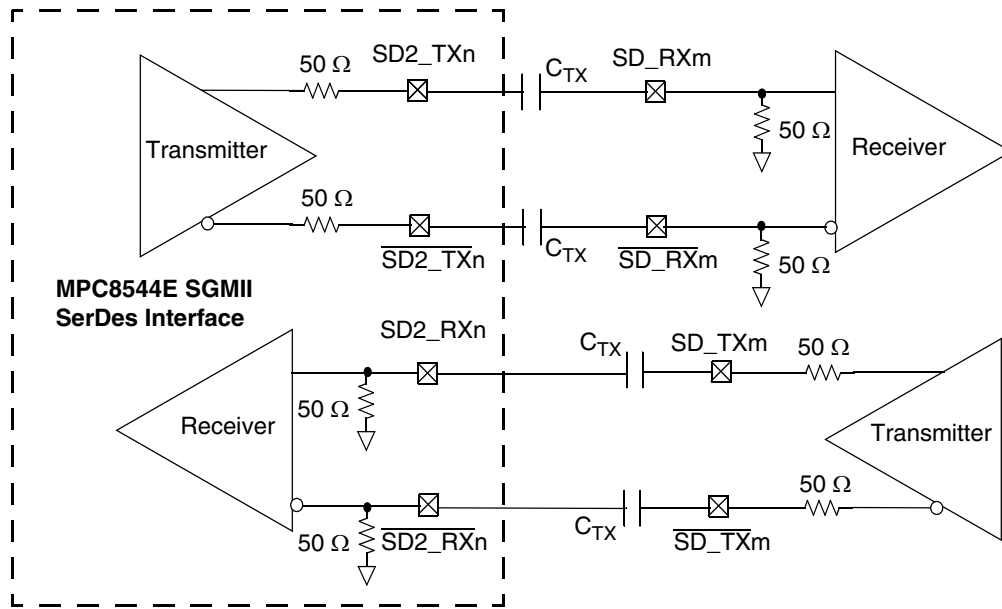 SD2_TXn
50 Ω
C_TX
SD_RXm
50 Ω
Transmitter
Receiver
50 Ω
SD2_TXn
C_TX
SD_RXm
50 Ω
MPC8544E SGMII
SerDes Interface
SD2_RXn
C_TX
SD_TXm
50 Ω
50 Ω
Receiver
Transmitter
50 Ω
50 Ω
SD2_RXn
C_TX
SD_TXm